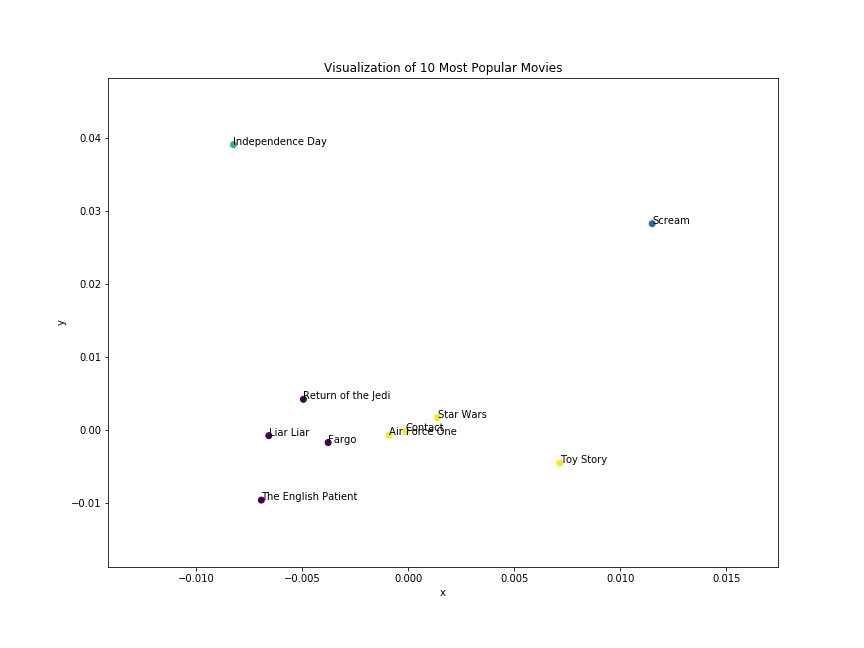 Visualization of 10 Most Popular Movies
0.04
Independence Day
Scream
0.03
0.02
y
0.01
Return of the Jedi
Star Wars
Contact
0.00
Liar Liar
Air Force One
Fargo
Toy Story
The English Patient
−0.01
−0.010
−0.005
0.000
0.005
0.010
0.015
x